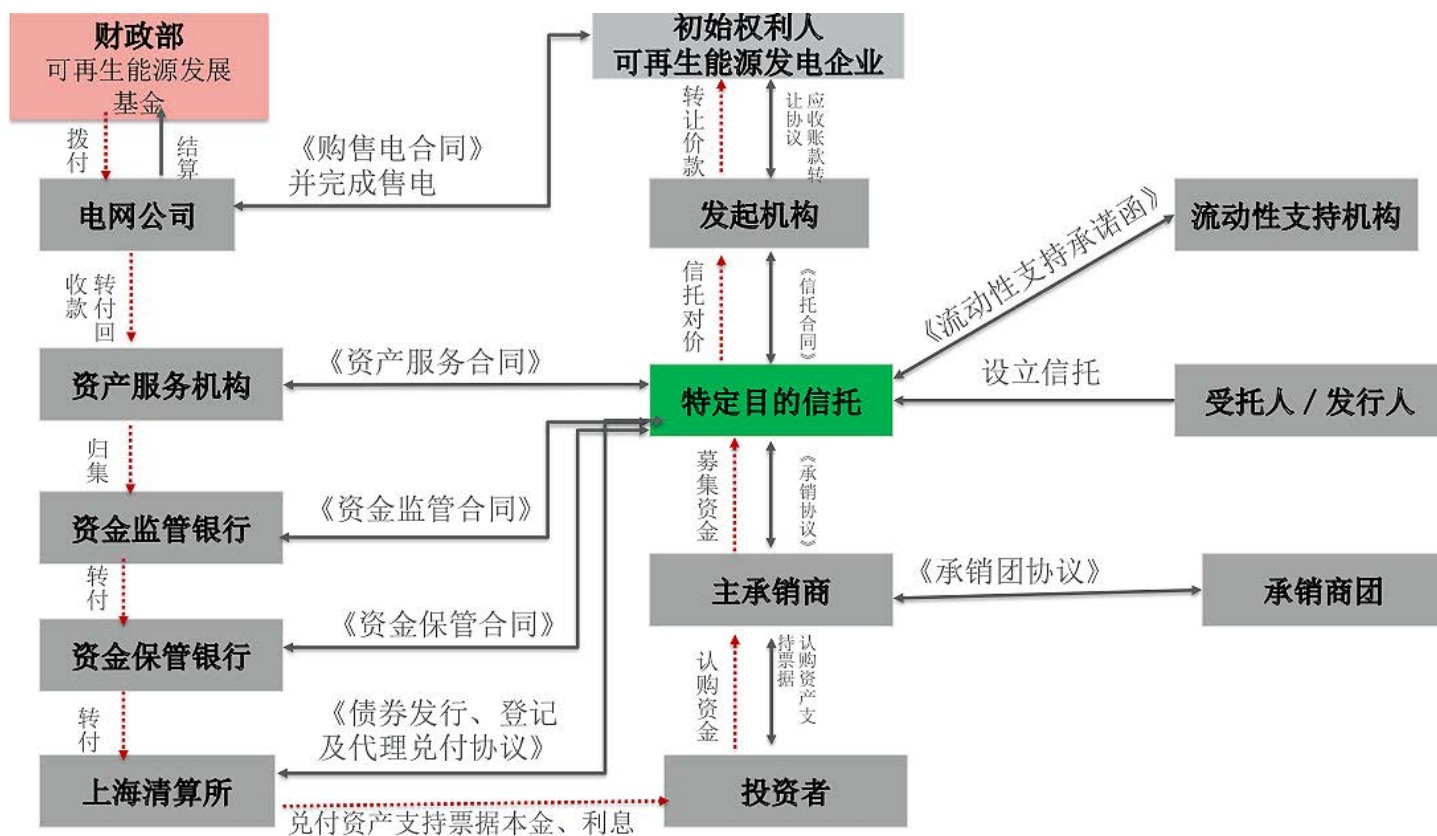 财政部
可再生能源发展
基金
初始权利人
可再生能源发电企业
拨付
结算
《购售电合同》
并完成售电
转让价款
应收账款转
让协议
电网公司
发起机构
流动性支持机构
转付回
收款
信托对价
《信托合同》
《流动性支持承诺函》
资产服务机构
《资产服务合同》
特定目的信托
设立信托
受托人 / 发行人
归集
募集资金
《承销协议》
资金监管银行
《资金监管合同》
主承销商
《承销团协议》
承销商团
转付
资金保管银行
《资金保管合同》
认购资金
认购资产支
持票据
转付
《债券发行、登记
及代理兑付协议》
上海清算所
投资者
兑付资产支持票据本金、利息